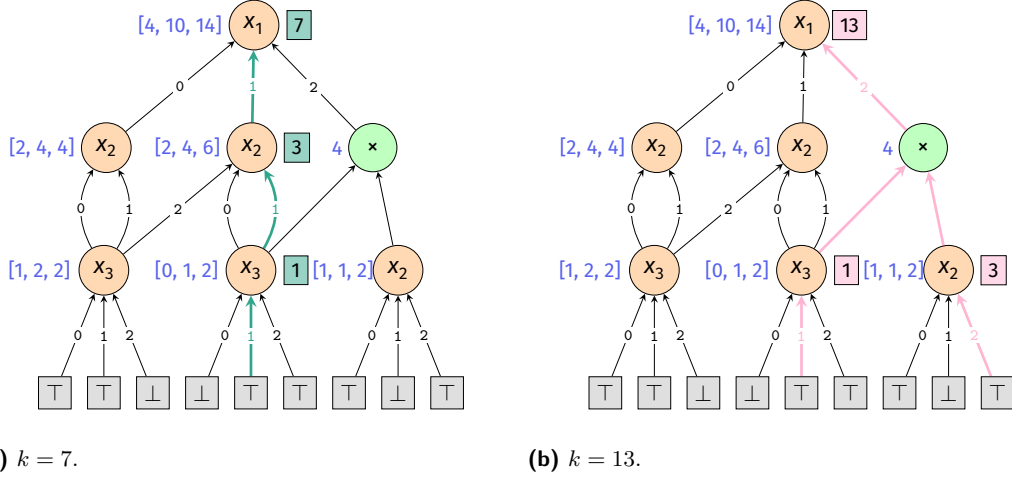 [4, 10, 14] x1 7 [4, 10, 14] x1 13
0 1 2 0 1 2
[2, 4, 4] x2 [2, 4, 6] x2 3 4 × [2, 4, 4] x2 [2, 4, 6] x2 4 ×
0 1 2 0 1 0 1 2 0 1
[1, 2, 2] x3 [0, 1, 2] x3 1 [1, 1, 2] x2 [1, 2, 2] x3 [0, 1, 2] x3 1 [1, 1, 2] x2 3
0 1 2 0 1 2 0 1 2 0 1 2 0 1 2 0 1 2
⊤ ⊤ ⊥ ⊥ ⊤ ⊤ ⊤ ⊥ ⊤ ⊤ ⊤ ⊥ ⊥ ⊤ ⊤ ⊤ ⊥ ⊤
) k = 7. (b) k = 13.